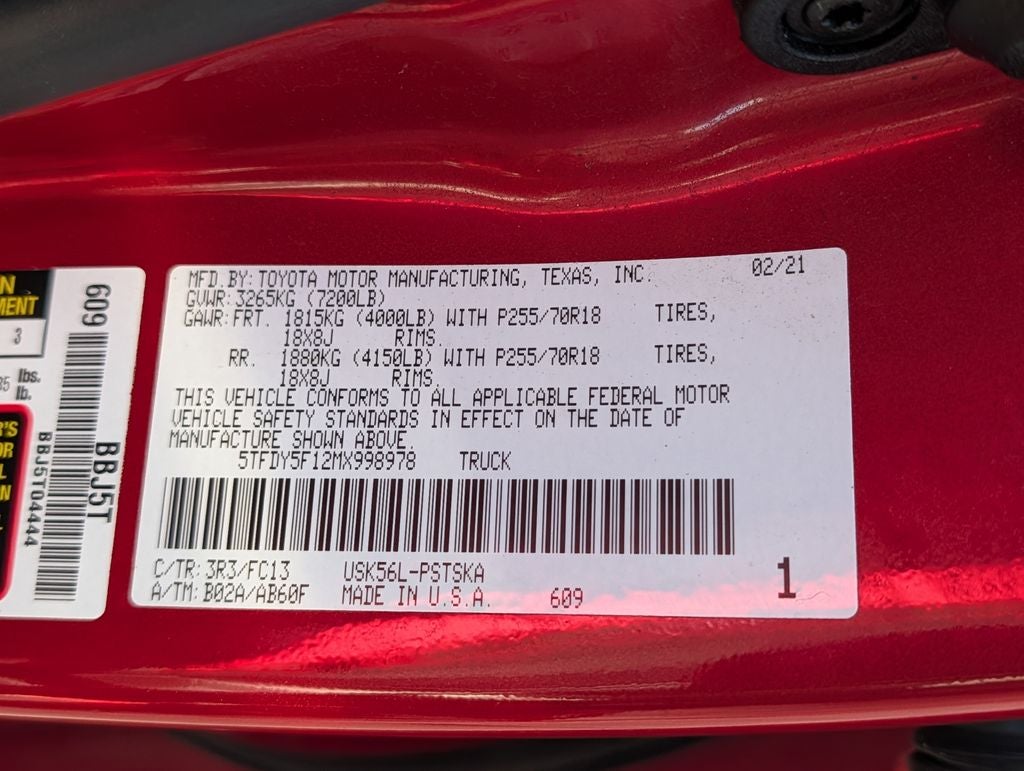 MFD.BY:TOYOTA MOTOR MANUFACTURING, TEXAS, INC. 02/21
GVWR:3265KG (7200LB)
GAWR:FRT. 1815KG (4000LB) WITH P255/70R18 TIRES,
18X8J RIMS.
RR. 1880KG (4150LB) WITH P255/70R18 TIRES,
18X8J RIMS.
THIS VEHICLE CONFORMS TO ALL APPLICABLE FEDERAL MOTOR
VEHICLE SAFETY STANDARDS IN EFFECT ON THE DATE OF
MANUFACTURE SHOWN ABOVE.
5TFDY5F12MX998978 TRUCK
C/TR:3R3/FC13 USK56L-PSTSKA
A/TM:B02A/AB60F MADE IN U.S.A. 609
1
609
3
lbs.
lb.
BBJ5T
BBJ5T04444